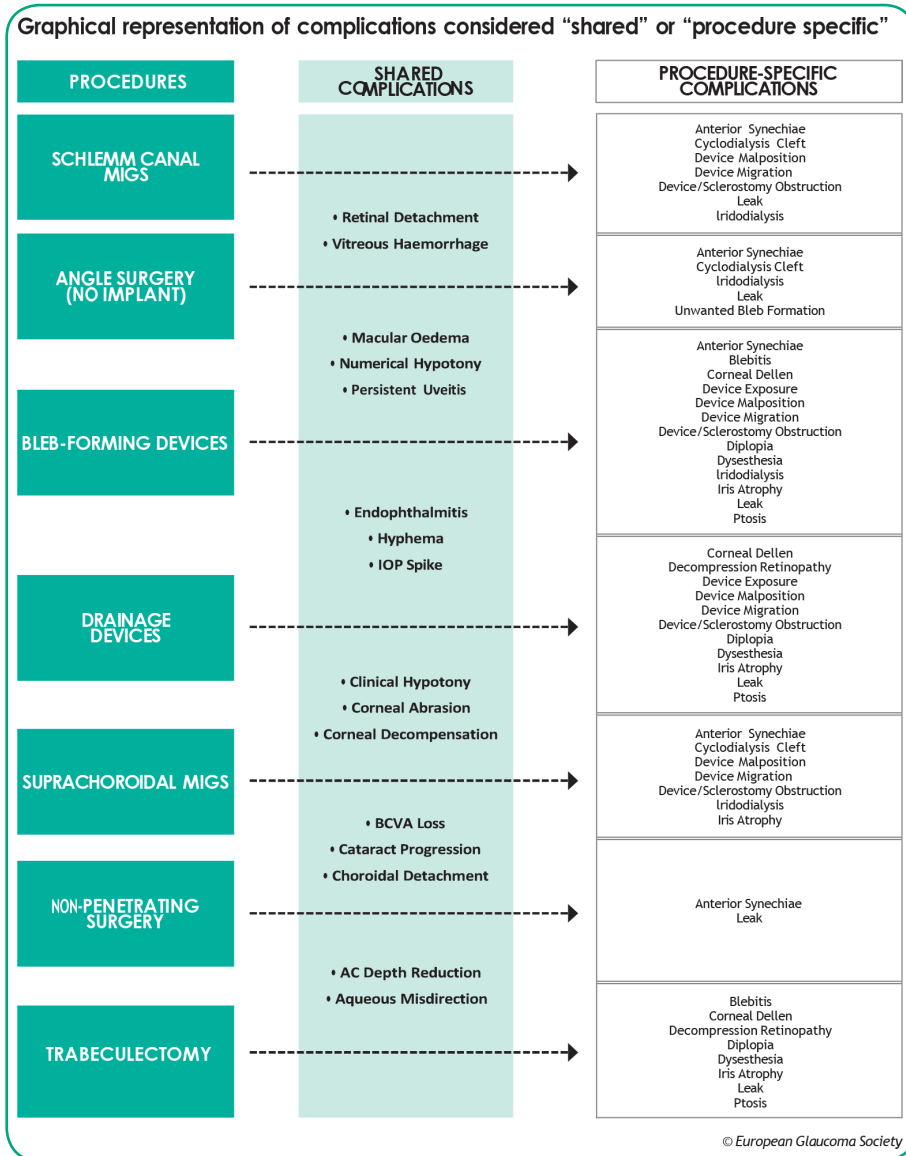 Graphical representation of complications considered “shared” or “procedure specific”
PROCEDURES
SHARED
COMPLICATIONS
PROCEDURE-SPECIFIC
COMPLICATIONS
SCHLEMM CANAL
MIGS
Anterior Synechiae
Cyclodialysis Cleft
Device Malposition
Device Migration
Device/Sclerostomy Obstruction
Leak
Iridodialysis
• Retinal Detachment
• Vitreous Haemorrhage
ANGLE SURGERY
(NO IMPLANT)
Anterior Synechiae
Cyclodialysis Cleft
Iridodialysis
Leak
Unwanted Bleb Formation
• Macular Oedema
• Numerical Hypotony
• Persistent Uveitis
BLEB-FORMING DEVICES
Anterior Synechiae
Blebitis
Corneal Dellen
Device Exposure
Device Malposition
Device Migration
Device/Sclerostomy Obstruction
Diplopia
Dysesthesia
Iridodialysis
Iris Atrophy
Leak
Ptosis
• Endophthalmitis
• Hyphema
• IOP Spike
DRAINAGE
DEVICES
Corneal Dellen
Decompression Retinopathy
Device Exposure
Device Malposition
Device Migration
Device/Sclerostomy Obstruction
Diplopia
Dysesthesia
Iris Atrophy
Leak
Ptosis
• Clinical Hypotony
• Corneal Abrasion
• Corneal Decompensation
SUPRACHOROIDAL MIGS
Anterior Synechiae
Cyclodialysis Cleft
Device Malposition
Device Migration
Device/Sclerostomy Obstruction
Iridodialysis
Iris Atrophy
• BCVA Loss
• Cataract Progression
• Choroidal Detachment
NON-PENETRATING
SURGERY
Anterior Synechiae
Leak
• AC Depth Reduction
• Aqueous Misdirection
TRABECULECTOMY
Blebitis
Corneal Dellen
Decompression Retinopathy
Diplopia
Dysesthesia
Iris Atrophy
Leak
Ptosis
© European Glaucoma Society